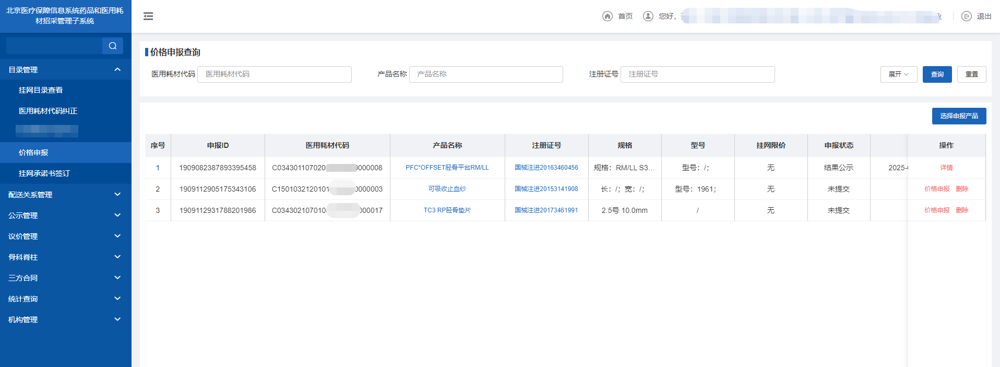 北京医疗保障信息系统药品和医用耗
材招采管理子系统
首页
您好，
退出
目录管理
挂网目录查看
医用耗材代码纠正
价格申报
挂网承诺书签订
配送关系管理
公示管理
议价管理
骨科脊柱
三方合同
统计查询
机构管理
价格申报查询
医用耗材代码 医用耗材代码 产品名称 产品名称 注册证号 注册证号 展开 查询 重置
选择申报产品
序号 申报ID 医用耗材代码 产品名称 注册证号 规格 型号 挂网限价 申报状态 操作
1 1909082387893395458 C034301107020 0000008 PFC*OFFSET胫骨平台RM/LL 国械注进20163460456 规格：RM/LL S3... 型号：/; 无 结果公示 2025- 详情
2 1909112905175343106 C1501032120101 0000003 可吸收止血纱 国械注进20153141908 长：/；宽：/； 型号：1961; 无 未提交 价格申报 删除
3 1909112931788201986 C034302107010 000017 TC3 RP胫骨垫片 国械注进20173461991 2.5号 10.0mm / 无 未提交 价格申报 删除